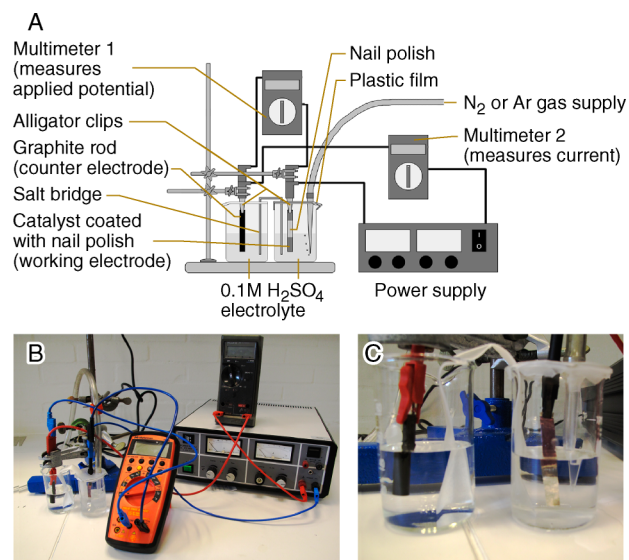 A
Multimeter 1
(measures
applied potential)
Alligator clips
Graphite rod
(counter electrode)
Salt bridge
Catalyst coated
with nail polish
(working electrode)
Nail polish
Plastic film
N₂ or Ar gas supply
Multimeter 2
(measures current)
I
O
0.1M H₂SO₄
electrolyte
Power supply
B
C